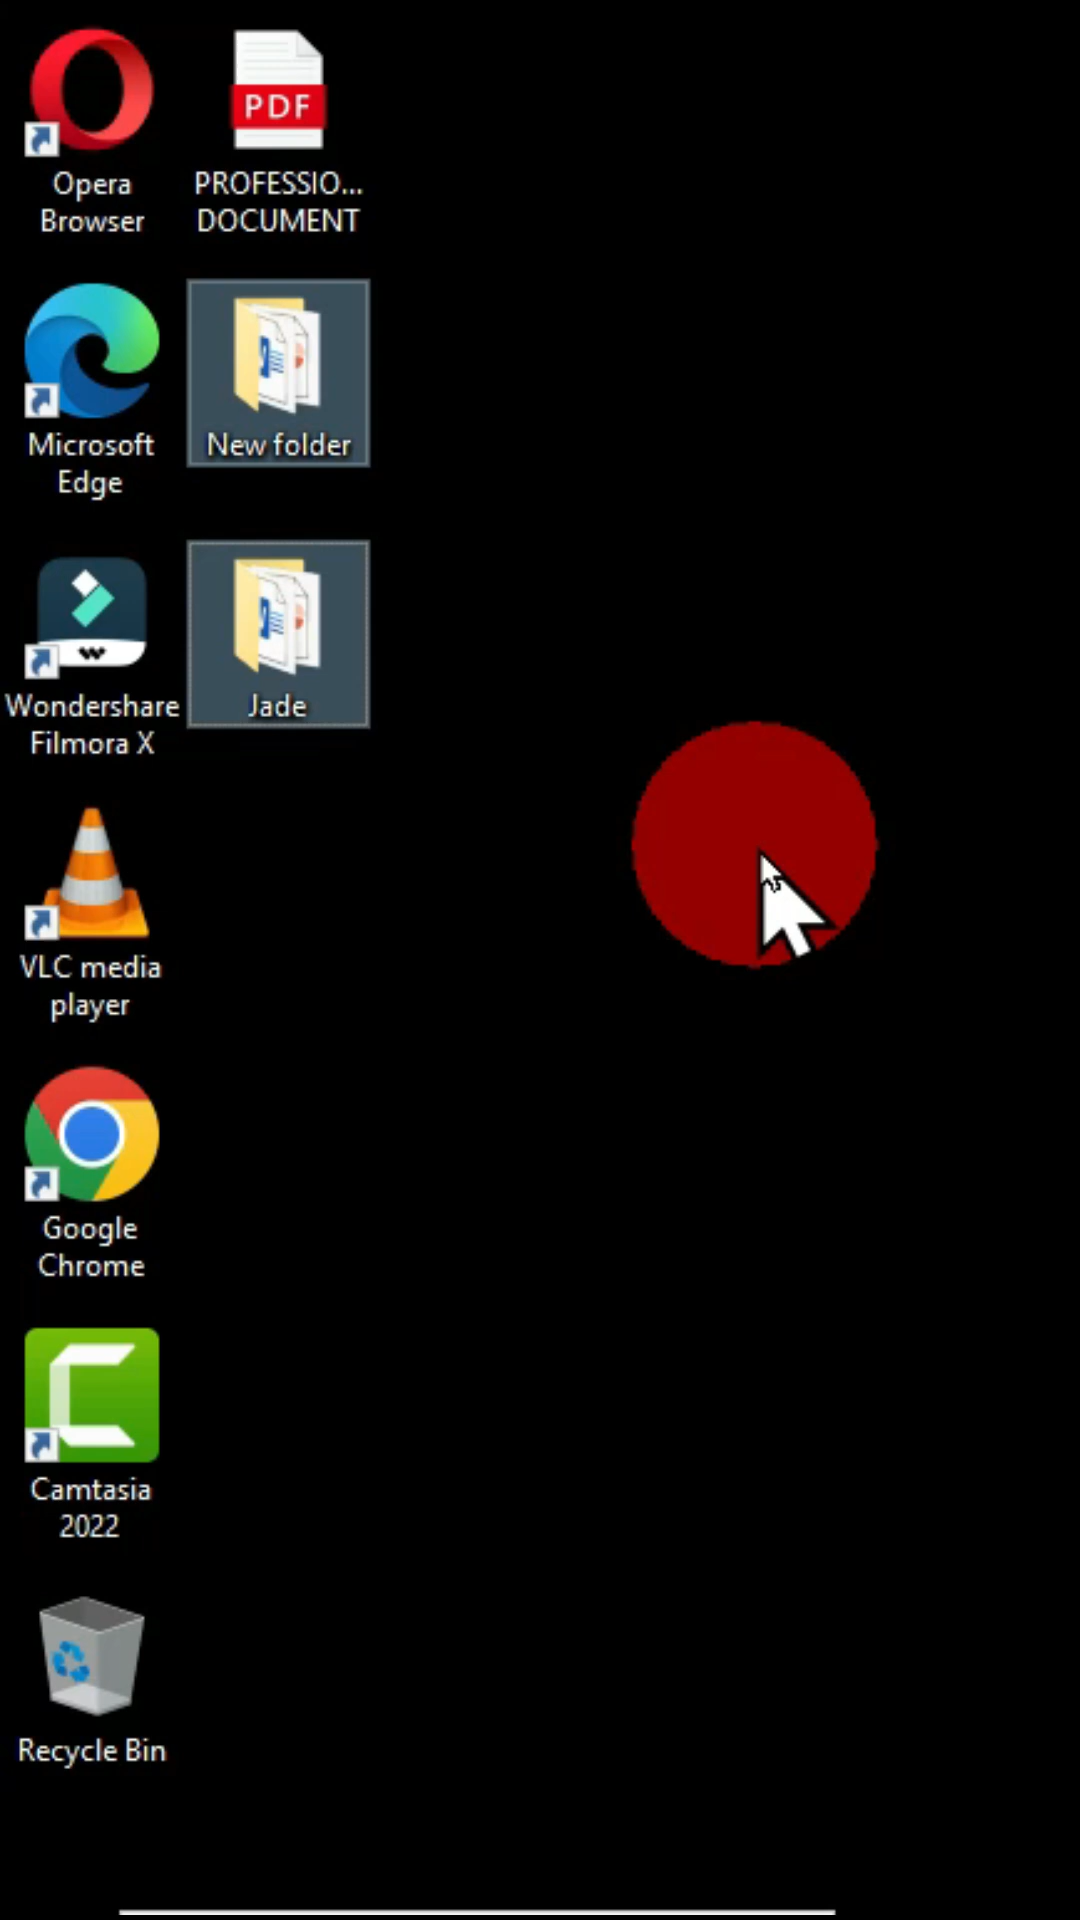 Opera
Browser
PDF
PROFESSIO...
DOCUMENT
Microsoft
Edge
New folder
Wondershare
Filmora X
Jade
VLC media
player
Google
Chrome
Camtasia
2022
Recycle Bin